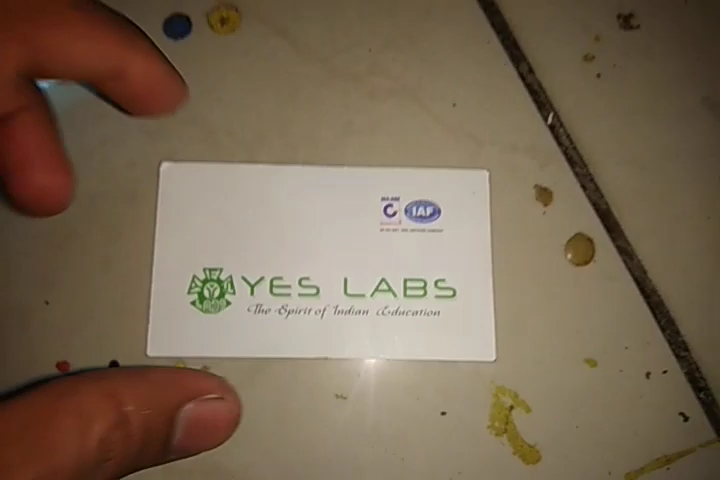 IAF
YES LABS
The Spirit of Indian Education